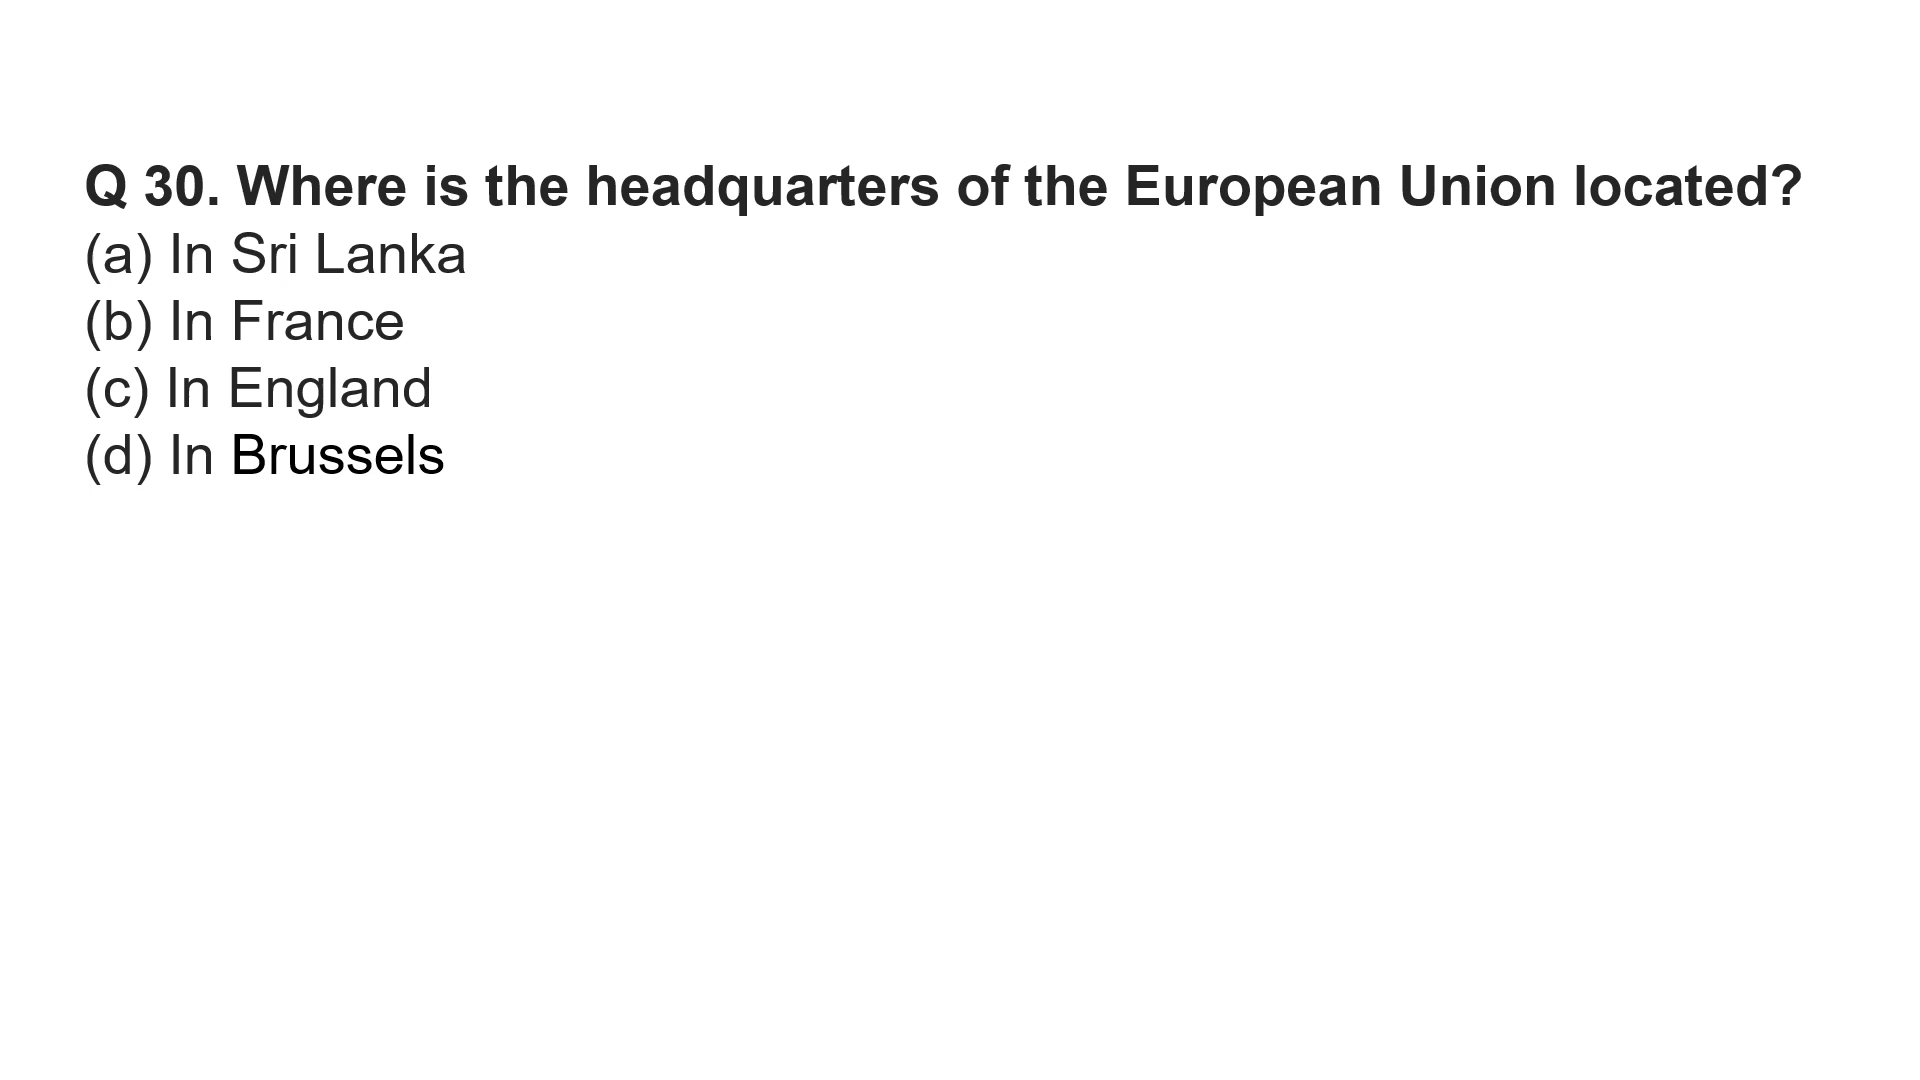 Q 30. Where is the headquarters of the European Union located?
(a) In Sri Lanka
(b) In France
(c) In England
(d) In Brussels